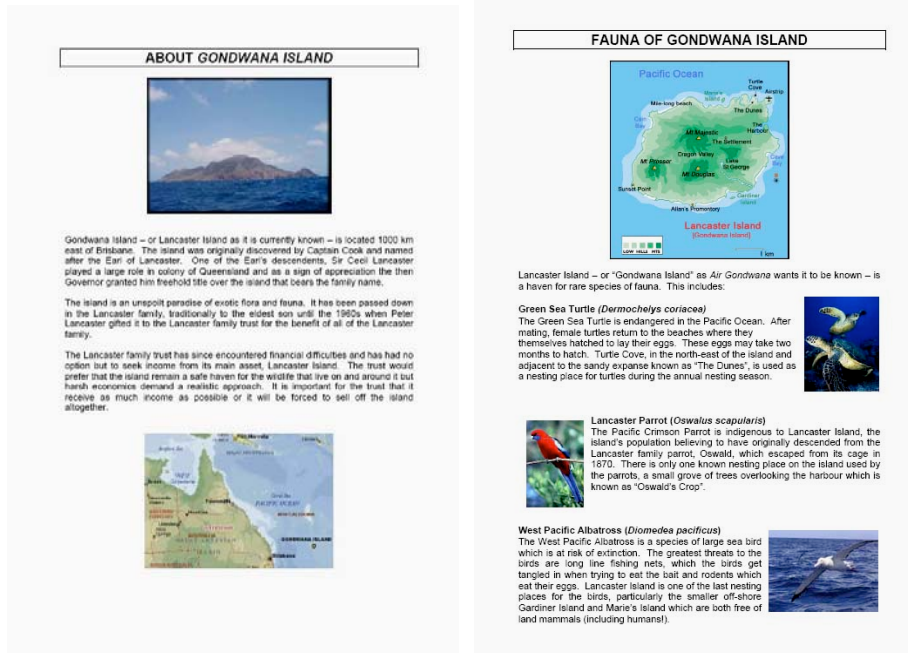 ABOUT GONDWANA ISLAND
Gondwana Island – or Lancaster Island as it is currently known – is located 1000 km
east of Brisbane. The island was originally discovered by Captain Cook and named
after the Earl of Lancaster. One of the Earl's descendents, Sir Cecil Lancaster
played a large role in colony of Queensland and as a sign of appreciation the then
Governor granted him freehold title over the island that bears the family name.
The island is an unspoilt paradise of exotic flora and fauna. It has been passed down
in the Lancaster family, traditionally to the eldest son until the 1960s when Peter
Lancaster gifted it to the Lancaster family trust for the benefit of all of the Lancaster
family.
The Lancaster family trust has since encountered financial difficulties and has had no
option but to seek income from its main asset, Lancaster Island. The trust would
prefer that the island remain a safe haven for the wildlife that live on and around it but
harsh economics demand a realistic approach. It is important for the trust that it
receive as much income as possible or it will be forced to sell off the island
altogether.
PACIFIC OCEAN
GONDWANA ISLAND
Brisbane
FAUNA OF GONDWANA ISLAND
Pacific Ocean
Turtle
Cove
Airstrip
Mile-long beach
The Dunes
The
Harbour
Mt Majestic
The Settlement
Dragon Valley
Lake
St George
Mt Prosser
Mt Douglas
Sunset Point
Gardiner
Island
Allan's Promontory
Lancaster Island
(Gondwana Island)
LOW HILLS MTS
1 km
Lancaster Island – or "Gondwana Island" as Air Gondwana wants it to be known – is
a haven for rare species of fauna. This includes:
Green Sea Turtle (Dermochelys coriacea)
The Green Sea Turtle is endangered in the Pacific Ocean. After
mating, female turtles return to the beaches where they
themselves hatched to lay their eggs. These eggs may take two
months to hatch. Turtle Cove, in the north-east of the island and
adjacent to the sandy expanse known as "The Dunes", is used as
a nesting place for turtles during the annual nesting season.
Lancaster Parrot (Oswalus scapularis)
The Pacific Crimson Parrot is indigenous to Lancaster Island, the
island's population believing to have originally descended from the
Lancaster family parrot, Oswald, which escaped from its cage in
1870. There is only one known nesting place on the island used by
the parrots, a small grove of trees overlooking the harbour which is
known as "Oswald's Crop".
West Pacific Albatross (Diomedea pacificus)
The West Pacific Albatross is a species of large sea bird
which is at risk of extinction. The greatest threats to the
birds are long line fishing nets, which the birds get
tangled in when trying to eat the bait and rodents which
eat their eggs. Lancaster Island is one of the last nesting
places for the birds, particularly the smaller off-shore
Gardiner Island and Marie's Island which are both free of
land mammals (including humans!).